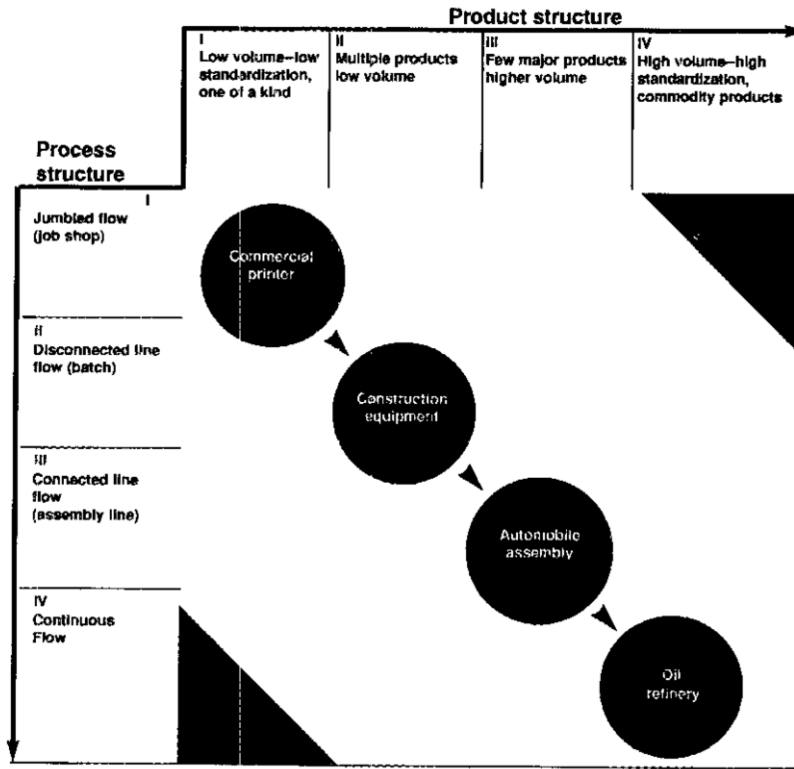 Product structure
I
Low volume–low
standardization,
one of a kind
II
Multiple products
low volume
III
Few major products
higher volume
IV
High volume–high
standardization,
commodity products
Process
structure
I
Jumbled flow
(job shop)
II
Disconnected line
flow (batch)
III
Connected line
flow
(assembly line)
IV
Continuous
Flow
Commercial
printer
Construction
equipment
Automobile
assembly
Oil
refinery